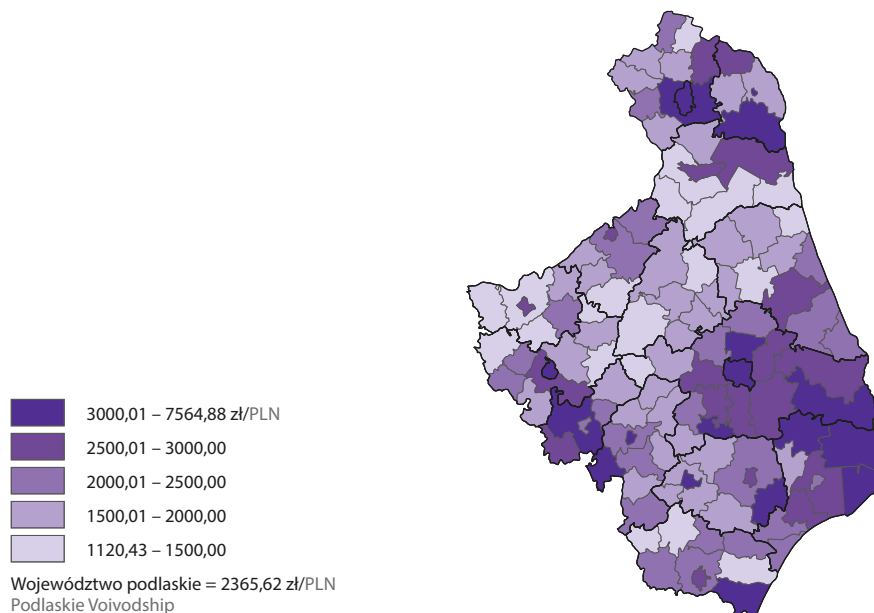 3000,01 – 7564,88 zł/PLN
2500,01 – 3000,00
2000,01 – 2500,00
1500,01 – 2000,00
1120,43 – 1500,00
Województwo podlaskie = 2365,62 zł/PLN
Podlaskie Voivodship